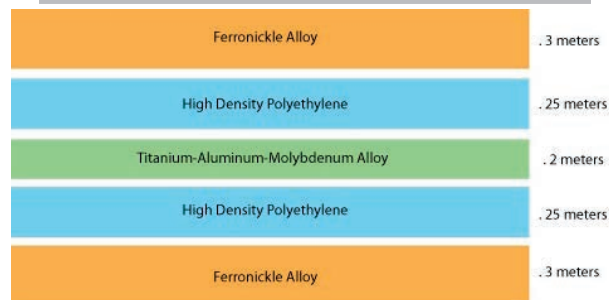 Ferronickle Alloy
. 3 meters
High Density Polyethylene
. 25 meters
Titanium-Aluminum-Molybdenum Alloy
. 2 meters
High Density Polyethylene
. 25 meters
Ferronickle Alloy
. 3 meters